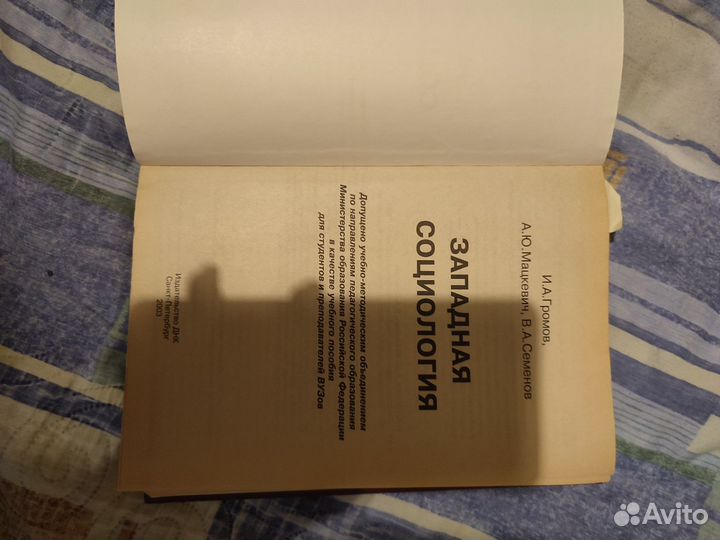 И.А.Громов,
А.Ю.Мацкевич, В.А.Семенов
ЗАПАДНАЯ
СОЦИОЛОГИЯ
Допущено учебно-методическим объединением
по направлениям педагогического образования
Министерства образования Российской Федерации
в качестве учебного пособия
для студентов и преподавателей ВУЗов
Издательство ДНК
Санкт-Петербург
2003
Avito